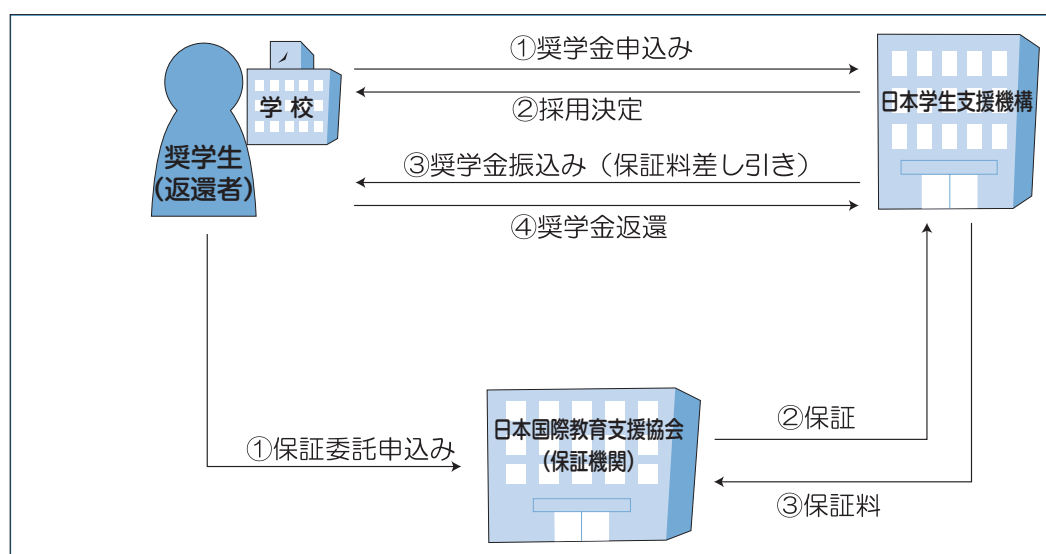 ①奨学金申込み
学校
日本学生支援機構
②採用決定
奨学生
(返還者)
③奨学金振込み（保証料差し引き）
④奨学金返還
日本国際教育支援協会
(保証機関)
②保証
①保証委託申込み
③保証料